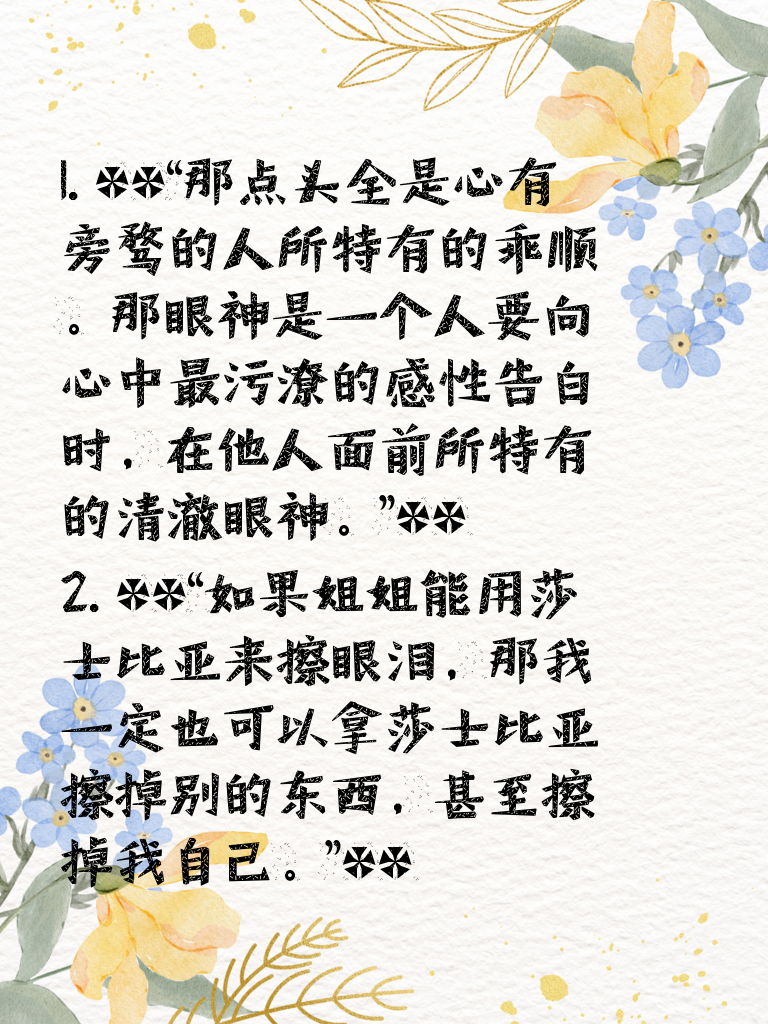 1. **“那点头全是心有
旁骛的人所特有的乖顺
。那眼神是一个人要向
心中最污潦的感性告白
时，在他人面前所特有
的清澈眼神。”**
2. **“如果姐姐能用莎
士比亚来擦眼泪，那我
一定也可以拿莎士比亚
擦掉别的东西，甚至擦
掉我自己。”**